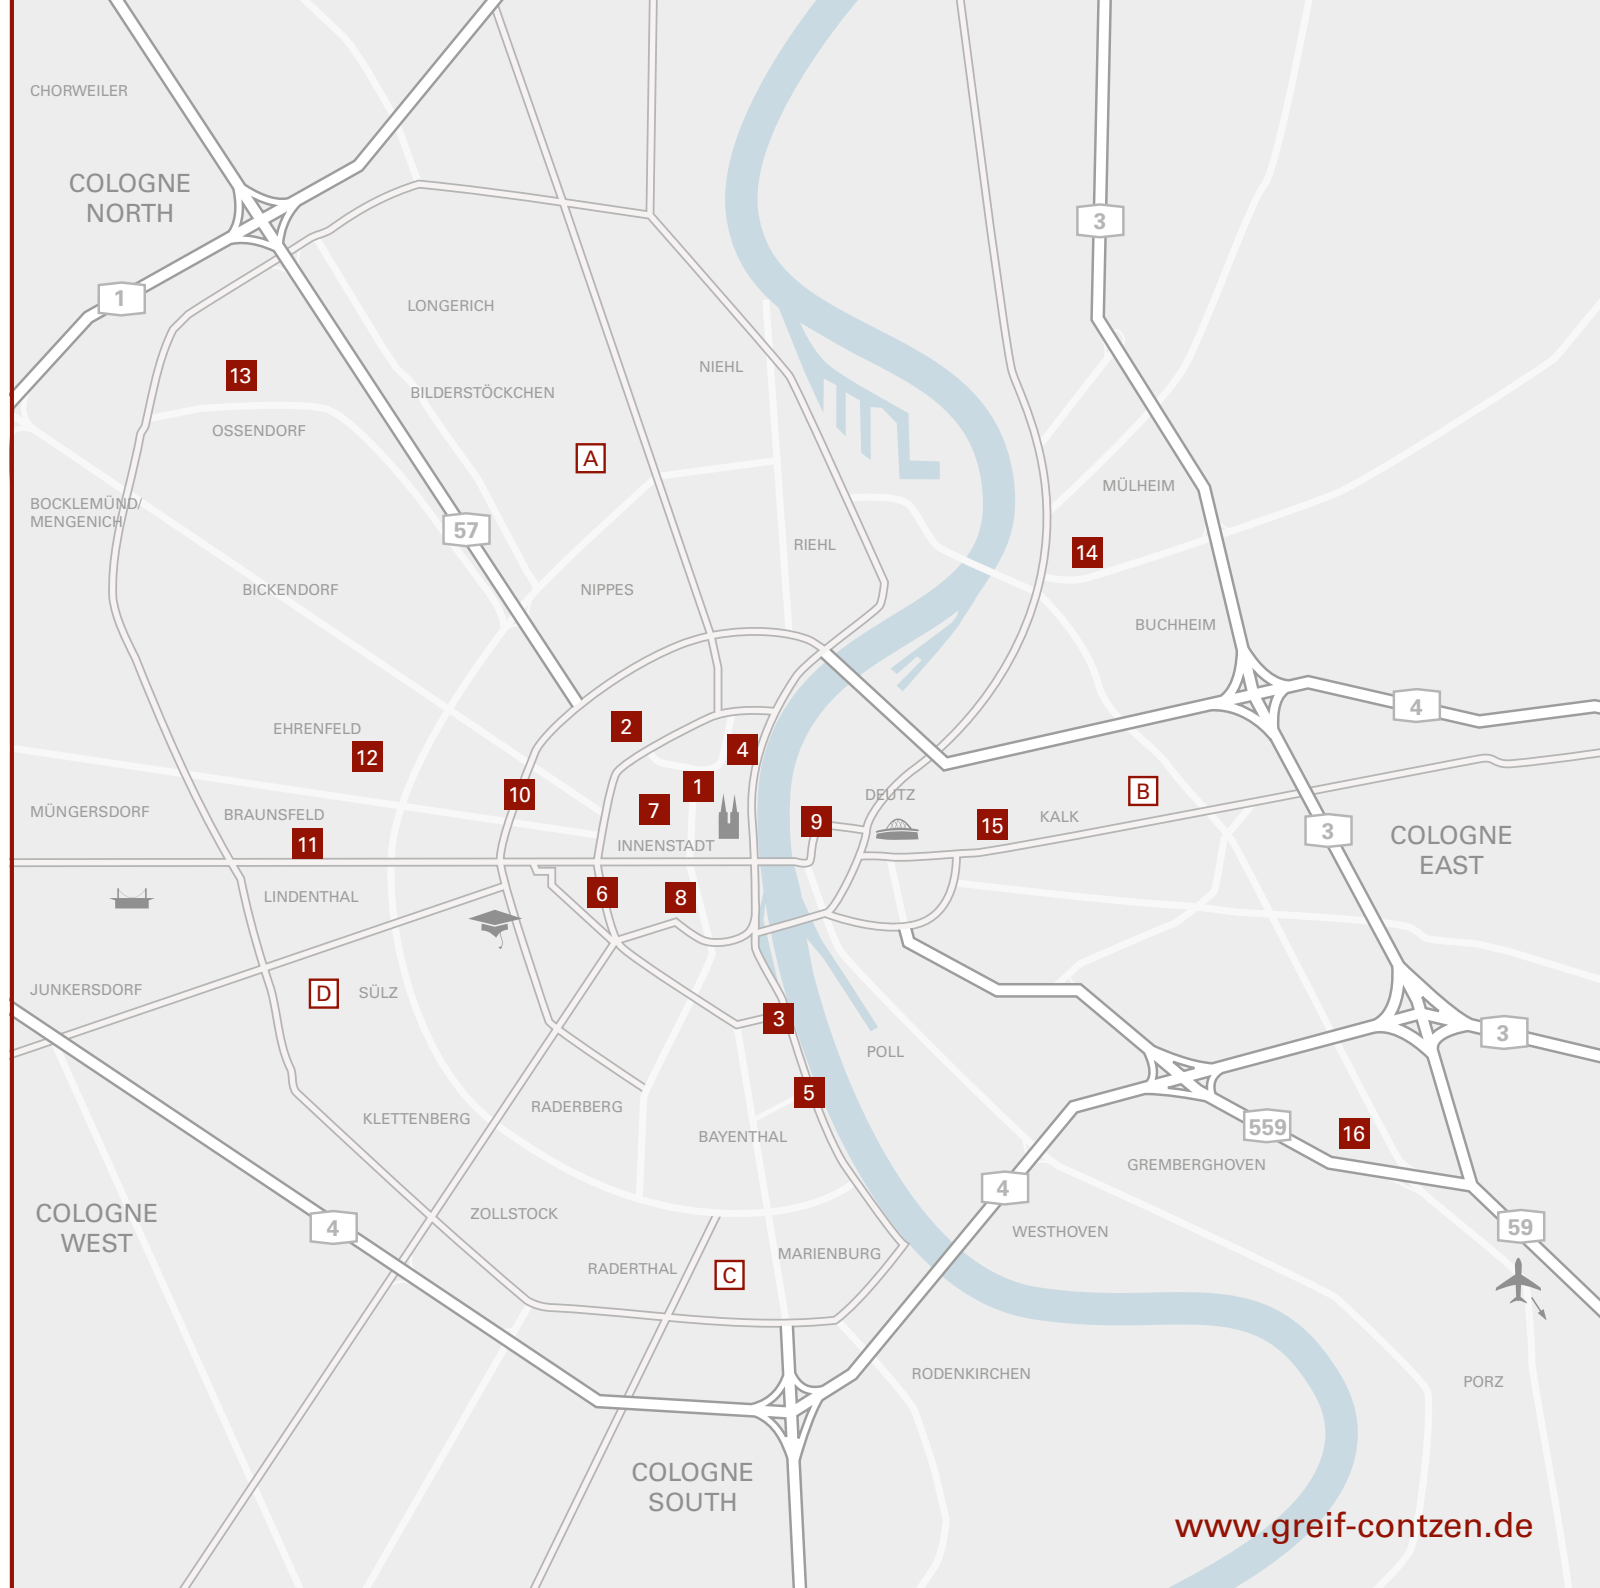 CHORWEILER
COLOGNE
NORTH
3
1
LONGERICH
NIEHL
13
BILDERSTÖCKCHEN
OSSENDORF
A
MÜLHEIM
BOCKLEMÜND/
MENGENICH
57
RIEHL
14
BICKENDORF
NIPPES
BUCHHEIM
4
EHRENFELD
2
4
12
1
B
10
DEUTZ
7
MÜNGERSDORF
BRAUNSFELD
9
15
KALK
3
COLOGNE
EAST
11
INNENSTADT
LINDENTHAL
6
8
JUNKERSDORF
D
SÜLZ
3
3
POLL
5
KLETTENBERG
RADERBERG
559
16
BAYENTHAL
GREMBERGHOVEN
4
COLOGNE
WEST
4
ZOLLSTOCK
WESTHOVEN
59
MARIENBURG
RADERTHAL
C
RODENKIRCHEN
PORZ
COLOGNE
SOUTH
www.greif-contzen.de